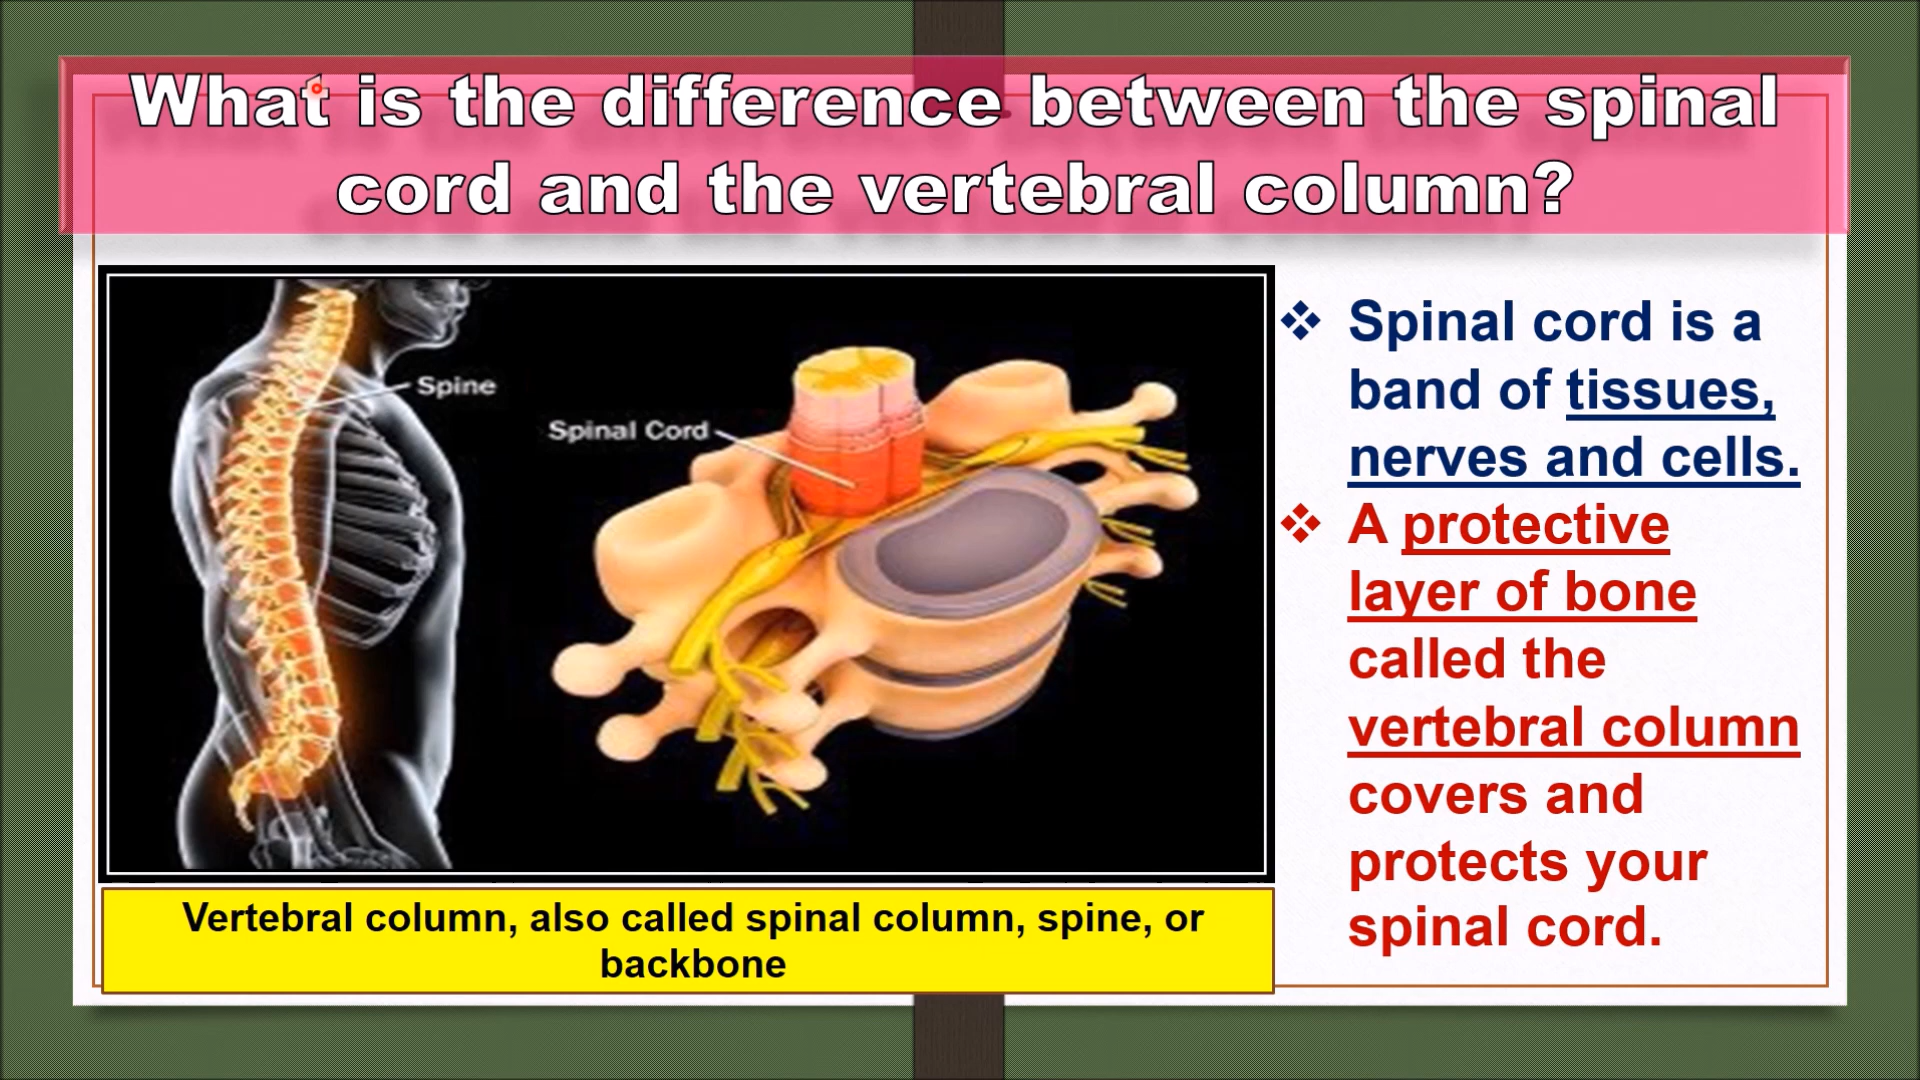 What is the difference between the spinal
cord and the vertebral column?
Spine
Spinal Cord
Vertebral column, also called spinal column, spine, or
backbone
Spinal cord is a
band of tissues,
nerves and cells.
A protective
layer of bone
called the
vertebral column
covers and
protects your
spinal cord.